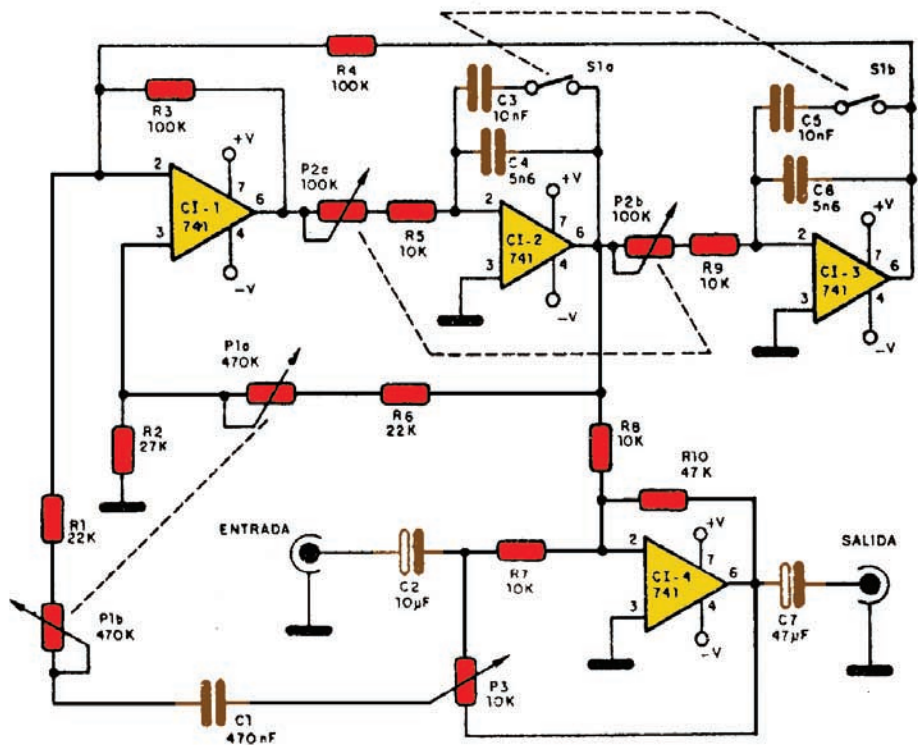 R4
100K
R3
100K
S1a
C3
10nF
C4
5n6
S1b
C5
10nF
C6
5n6
+V
2
7
CI-1
741
6
3
4
−V
P2a
100K
R5
10K
+V
2
7
CI-2
741
6
3
4
−V
P2b
100K
R9
10K
+V
2
7
CI-3
741
6
3
4
−V
P1a
470K
R6
22K
R2
27K
R8
10K
R10
47K
R1
22K
ENTRADA
C2
10µF
R7
10K
+V
2
7
CI-4
741
6
3
4
−V
SALIDA
C7
47µF
P1b
470K
P3
10K
C1
470nF